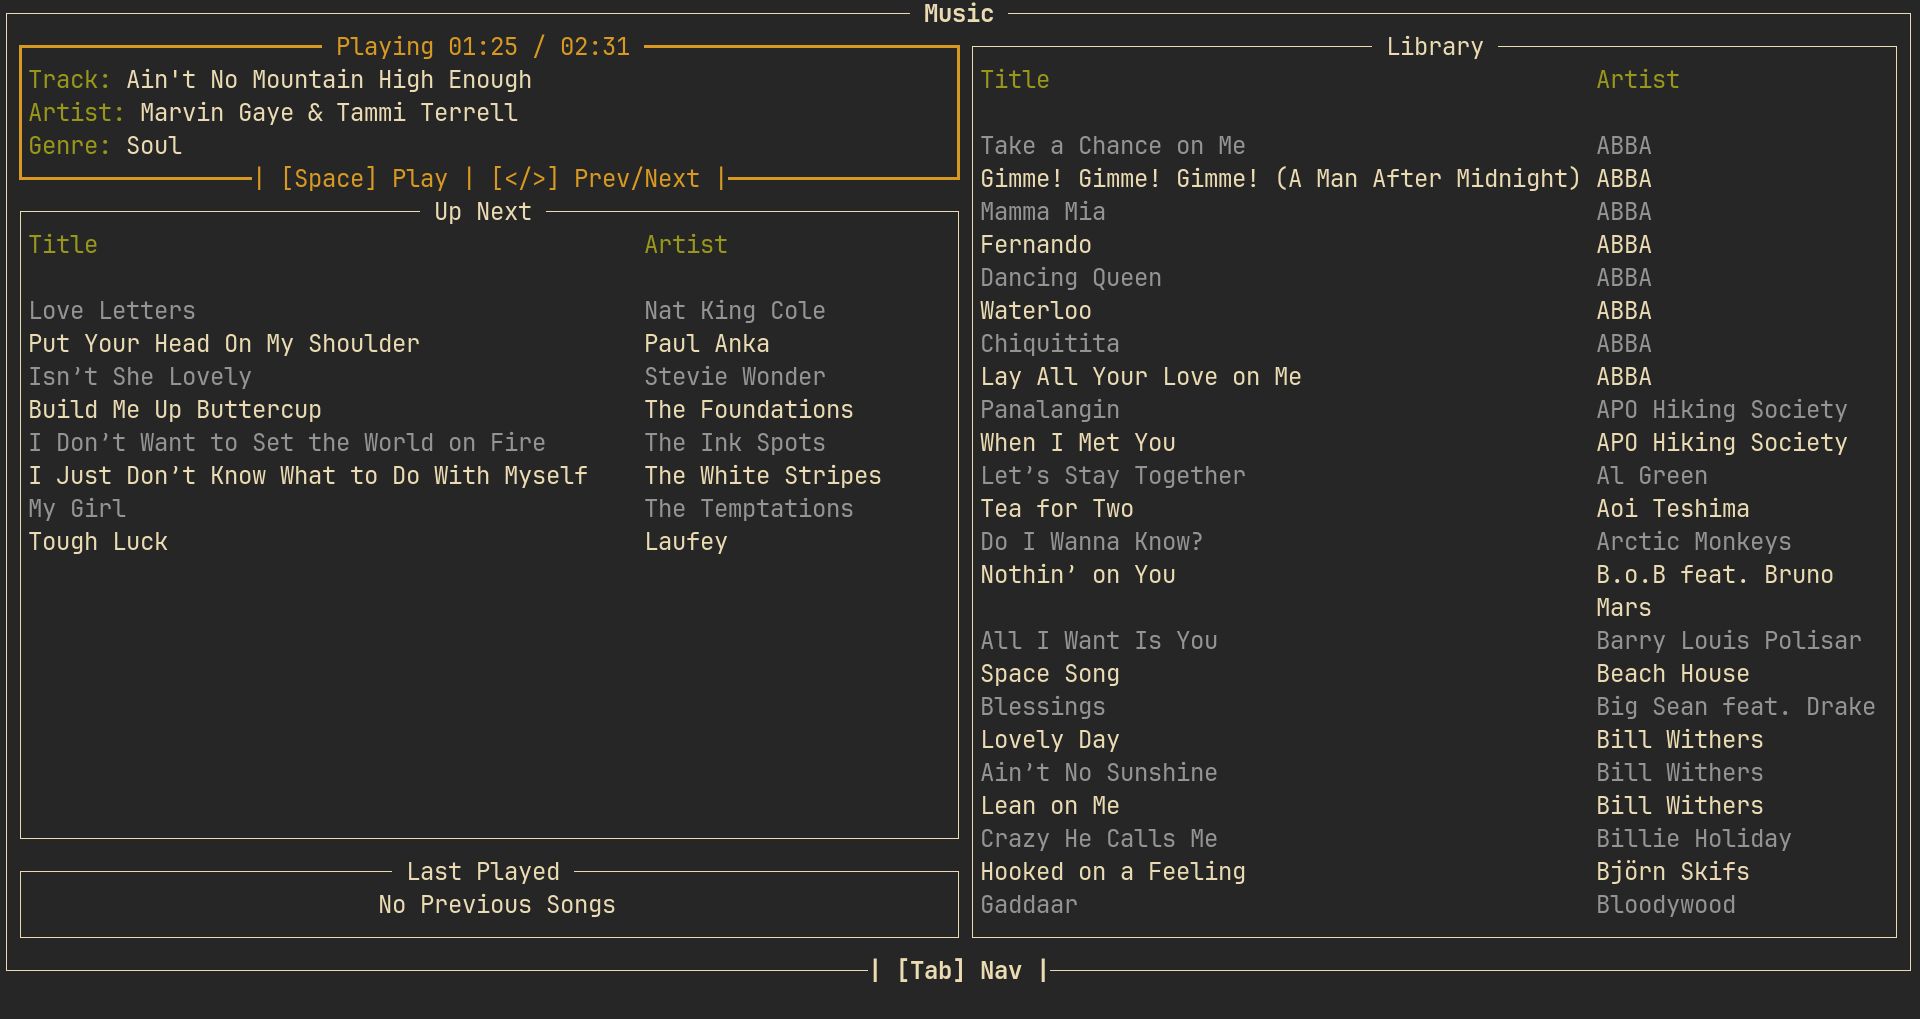 Music
Playing 01:25 / 02:31
Track: Ain't No Mountain High Enough
Artist: Marvin Gaye & Tammi Terrell
Genre: Soul
| [Space] Play | [</>] Prev/Next |
Up Next
Title Artist
Love Letters Nat King Cole
Put Your Head On My Shoulder Paul Anka
Isn’t She Lovely Stevie Wonder
Build Me Up Buttercup The Foundations
I Don’t Want to Set the World on Fire The Ink Spots
I Just Don’t Know What to Do With Myself The White Stripes
My Girl The Temptations
Tough Luck Laufey
Last Played
No Previous Songs
Library
Title Artist
Take a Chance on Me ABBA
Gimme! Gimme! Gimme! (A Man After Midnight) ABBA
Mamma Mia ABBA
Fernando ABBA
Dancing Queen ABBA
Waterloo ABBA
Chiquitita ABBA
Lay All Your Love on Me ABBA
Panalangin APO Hiking Society
When I Met You APO Hiking Society
Let’s Stay Together Al Green
Tea for Two Aoi Teshima
Do I Wanna Know? Arctic Monkeys
Nothin’ on You B.o.B feat. Bruno
Mars
All I Want Is You Barry Louis Polisar
Space Song Beach House
Blessings Big Sean feat. Drake
Lovely Day Bill Withers
Ain’t No Sunshine Bill Withers
Lean on Me Bill Withers
Crazy He Calls Me Billie Holiday
Hooked on a Feeling Björn Skifs
Gaddaar Bloodywood
| [Tab] Nav |